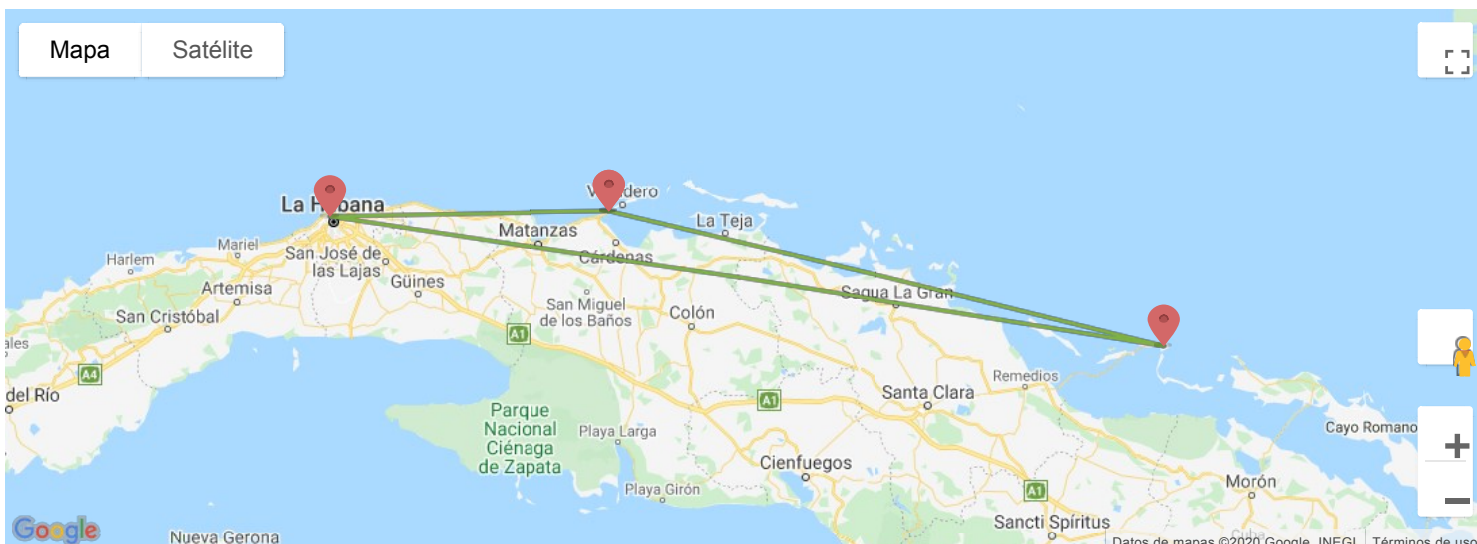 Mapa
Satélite
La Habana
Varadero
La Teja
Matanzas
Cárdenas
Harlem
Mariel
San José de
las Lajas
Güines
Artemisa
San Cristóbal
San Miguel
de los Baños
Colón
Sagua La Gran
A1
ales
A4
del Río
Remedios
Santa Clara
A1
Parque
Nacional
Ciénaga
de Zapata
Playa Larga
Cayo Romano
Cienfuegos
Playa Girón
A1
Morón
Sancti Spíritus
Google
Nueva Gerona
Cuba
Datos de mapas ©2020 Google, INEGI
Términos de uso